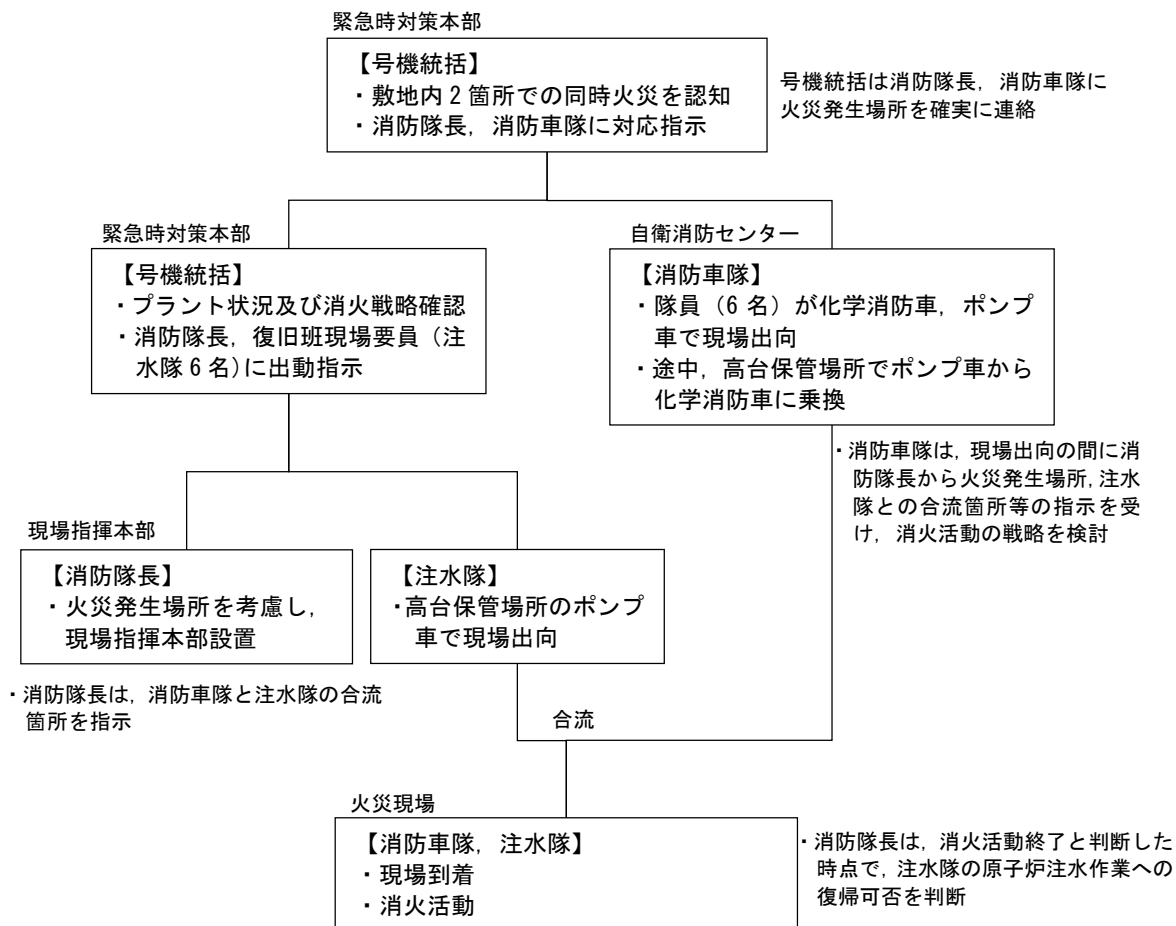 緊急時対策本部
【号機統括】
・敷地内2箇所での同時火災を認知
・消防隊長，消防車隊に対応指示
号機統括は消防隊長，消防車隊に
火災発生場所を確実に連絡
緊急時対策本部
【号機統括】
・プラント状況及び消火戦略確認
・消防隊長，復旧班現場要員（注
水隊6名）に出動指示
自衛消防センター
【消防車隊】
・隊員（6名）が化学消防車，ポンプ
車で現場出向
・途中，高台保管場所でポンプ車から
化学消防車に乗換
・消防車隊は，現場出向の間に消
防隊長から火災発生場所，注水
隊との合流箇所等の指示を受
け，消火活動の戦略を検討
現場指揮本部
【消防隊長】
・火災発生場所を考慮し，
現場指揮本部設置
【注水隊】
・高台保管場所のポンプ
車で現場出向
・消防隊長は，消防車隊と注水隊の合流
箇所を指示
合流
火災現場
【消防車隊，注水隊】
・現場到着
・消火活動
・消防隊長は，消火活動終了と判断した
時点で，注水隊の原子炉注水作業への
復帰可否を判断